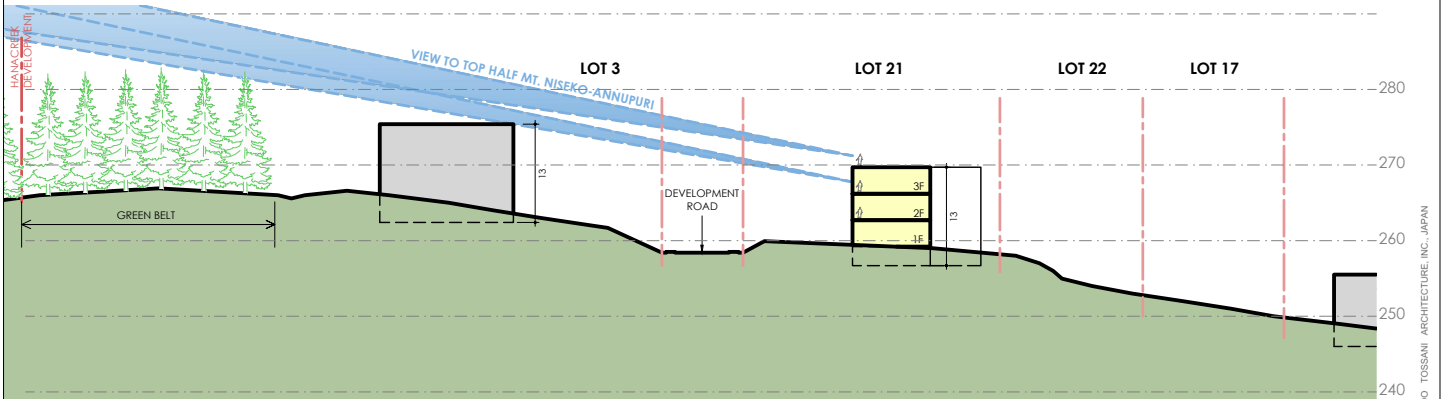 HANACREEK
DEVELOPMENT
VIEW TO TOP HALF MT. NISEKO-ANNUPURI
LOT 3
LOT 21
LOT 22
LOT 17
280
270
260
250
240
GREEN BELT
13
DEVELOPMENT
ROAD
3F
2F
1F
13
TOSSANI ARCHITECTURE, INC., JAPAN